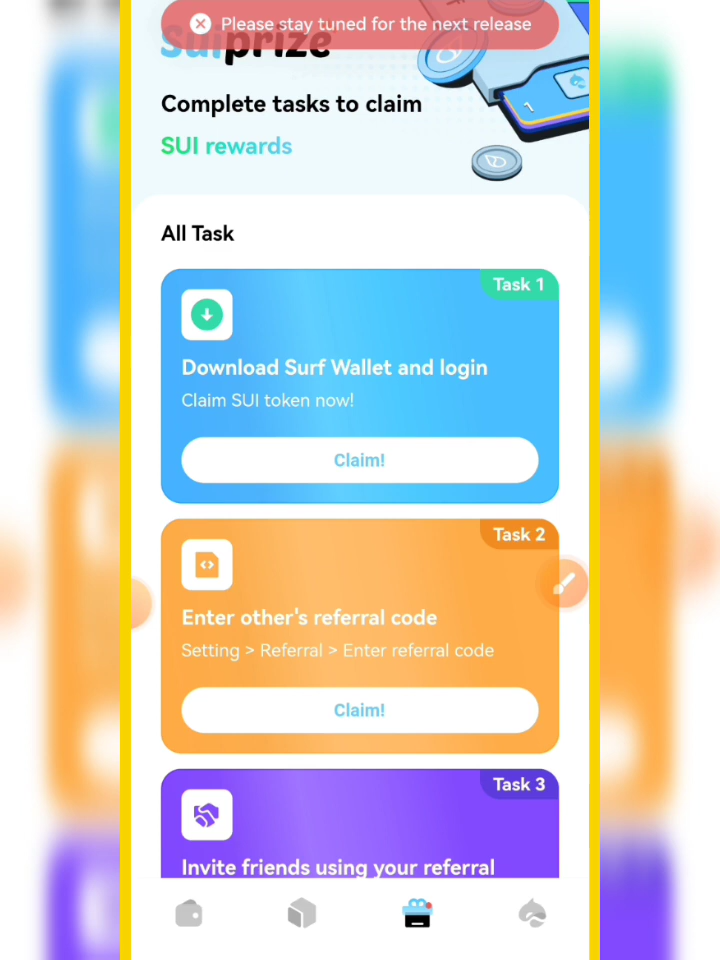 Please stay tuned for the next release
Suiprize
Complete tasks to claim
SUI rewards
1
All Task
Task 1
Download Surf Wallet and login
Claim SUI token now!
Claim!
Task 2
Enter other's referral code
Setting > Referral > Enter referral code
Claim!
Task 3
Invite friends using your referral